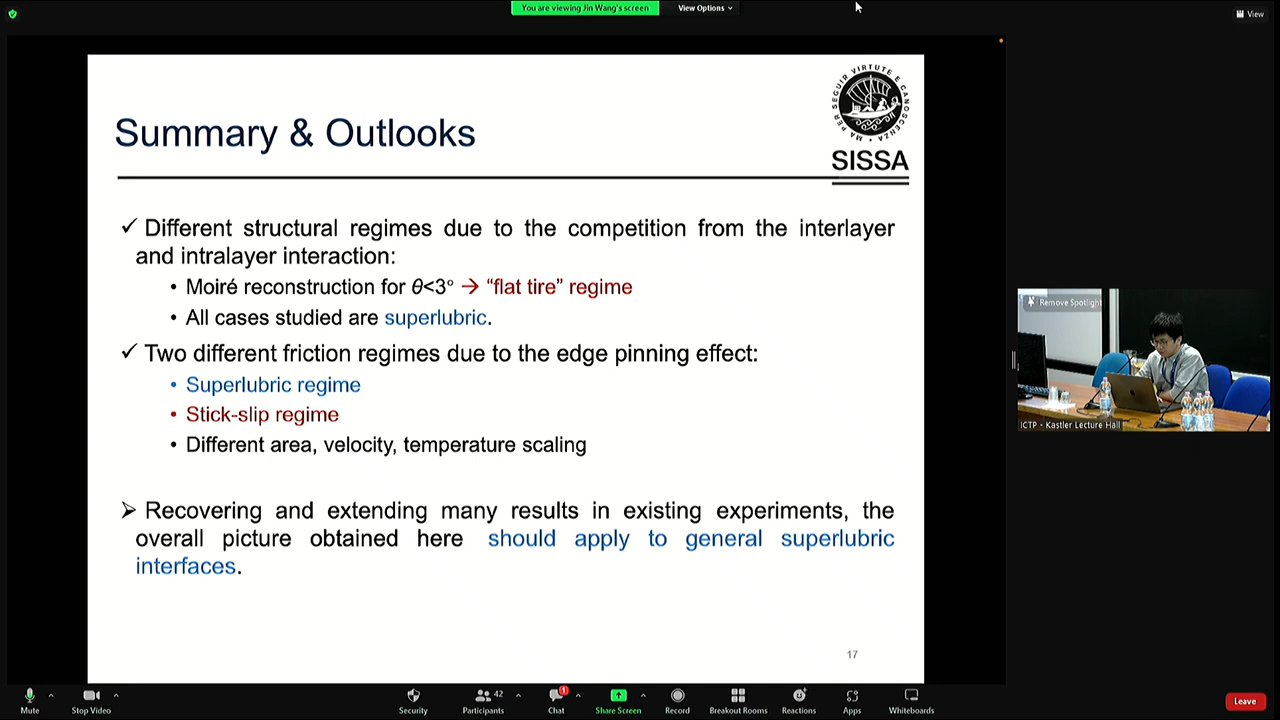 You are viewing Jin Wang's screen
View Options
View
Summary & Outlooks
MA PER SEGUIR VIRTUTE E CANOSCENZA
SISSA
✓ Different structural regimes due to the competition from the interlayer
and intralayer interaction:
• Moiré reconstruction for θ<3° → “flat tire” regime
• All cases studied are superlubric.
✓ Two different friction regimes due to the edge pinning effect:
• Superlubric regime
• Stick-slip regime
• Different area, velocity, temperature scaling
➢ Recovering and extending many results in existing experiments, the
overall picture obtained here should apply to general superlubric
interfaces.
17
Remove Spotlight
ICTP - Kastler Lecture Hall
Mute
Stop Video
Security
Participants
42
Chat
1
Share Screen
Record
Breakout Rooms
Reactions
Apps
Whiteboards
Leave